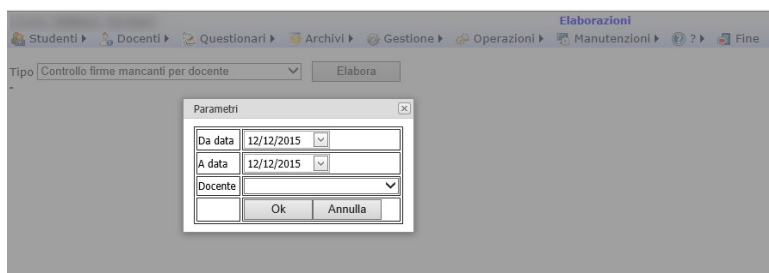 Elaborazioni
Studenti Docenti Questionari Archivi Gestione Operazioni Manutenzioni ? Fine
Tipo Controllo firme mancanti per docente Elabora
-
Parametri
Da data 12/12/2015
A data 12/12/2015
Docente
Ok Annulla